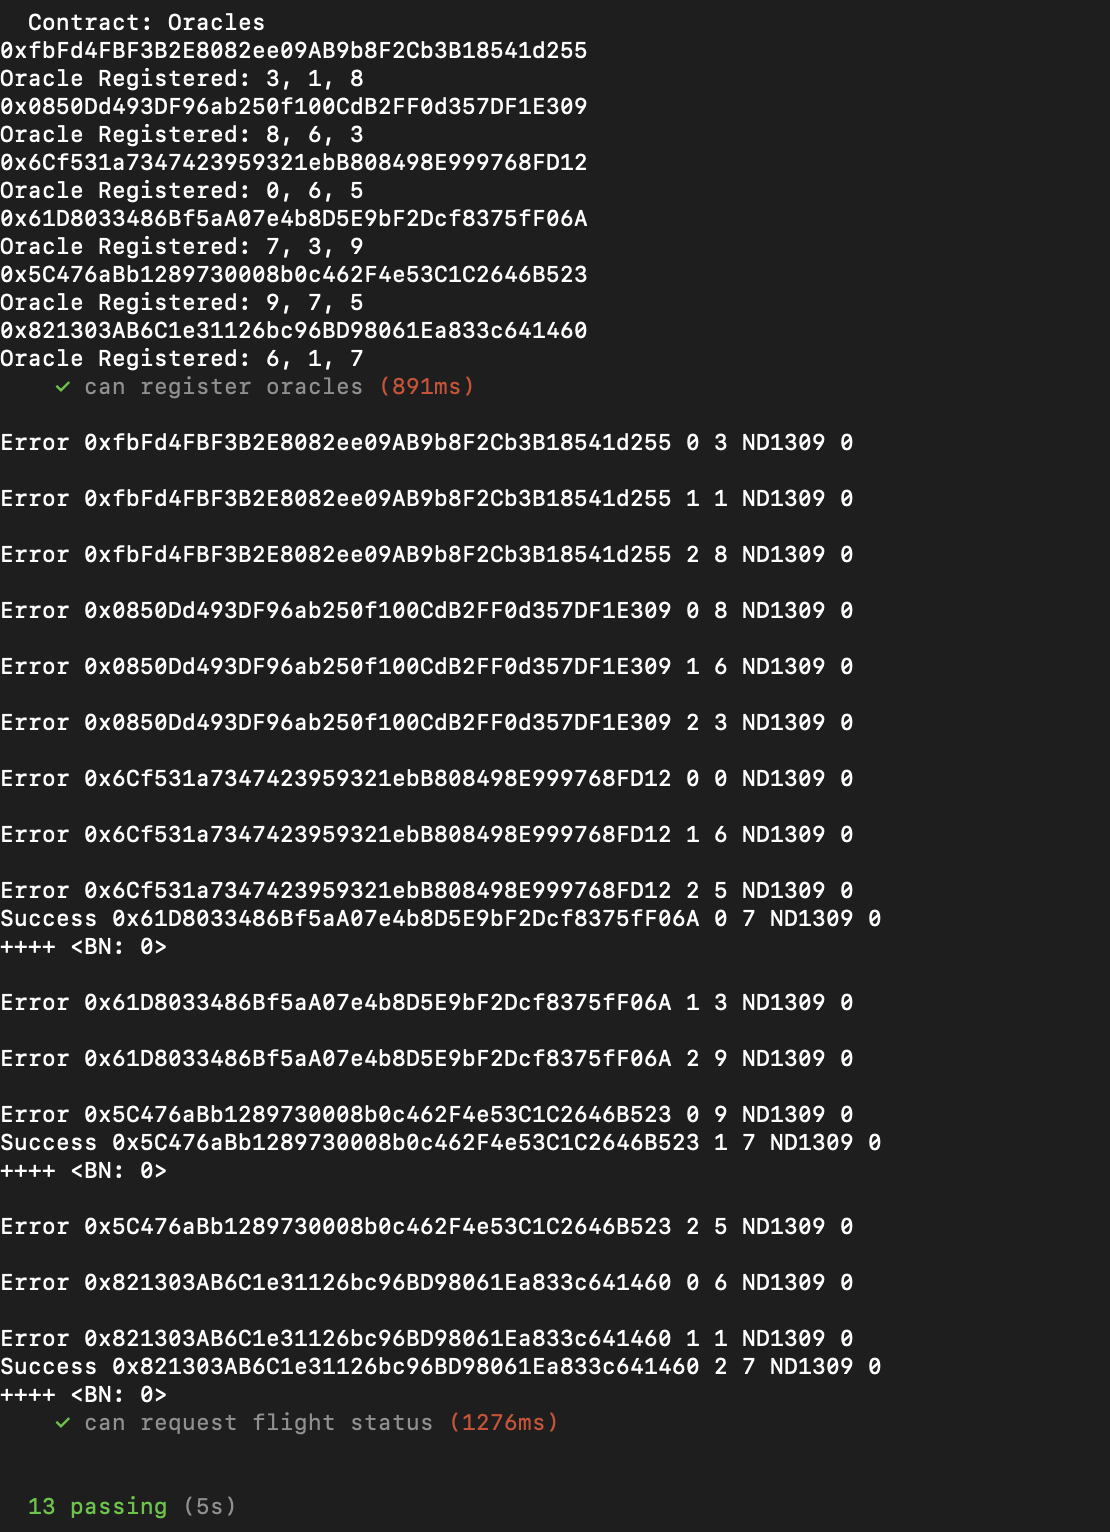 Contract: Oracles
0xfbFd4FBF3B2E8082ee09AB9b8F2Cb3B18541d255
Oracle Registered: 3, 1, 8
0x0850Dd493DF96ab250f100CdB2FF0d357DF1E309
Oracle Registered: 8, 6, 3
0x6Cf531a7347423959321ebB808498E999768FD12
Oracle Registered: 0, 6, 5
0x61D8033486Bf5aA07e4b8D5E9bF2Dcf8375fF06A
Oracle Registered: 7, 3, 9
0x5C476aBb1289730008b0c462F4e53C1C2646B523
Oracle Registered: 9, 7, 5
0x821303AB6C1e31126bc96BD98061Ea833c641460
Oracle Registered: 6, 1, 7
✓ can register oracles (891ms)
Error 0xfbFd4FBF3B2E8082ee09AB9b8F2Cb3B18541d255 0 3 ND1309 0
Error 0xfbFd4FBF3B2E8082ee09AB9b8F2Cb3B18541d255 1 1 ND1309 0
Error 0xfbFd4FBF3B2E8082ee09AB9b8F2Cb3B18541d255 2 8 ND1309 0
Error 0x0850Dd493DF96ab250f100CdB2FF0d357DF1E309 0 8 ND1309 0
Error 0x0850Dd493DF96ab250f100CdB2FF0d357DF1E309 1 6 ND1309 0
Error 0x0850Dd493DF96ab250f100CdB2FF0d357DF1E309 2 3 ND1309 0
Error 0x6Cf531a7347423959321ebB808498E999768FD12 0 0 ND1309 0
Error 0x6Cf531a7347423959321ebB808498E999768FD12 1 6 ND1309 0
Error 0x6Cf531a7347423959321ebB808498E999768FD12 2 5 ND1309 0
Success 0x61D8033486Bf5aA07e4b8D5E9bF2Dcf8375fF06A 0 7 ND1309 0
++++ <BN: 0>
Error 0x61D8033486Bf5aA07e4b8D5E9bF2Dcf8375fF06A 1 3 ND1309 0
Error 0x61D8033486Bf5aA07e4b8D5E9bF2Dcf8375fF06A 2 9 ND1309 0
Error 0x5C476aBb1289730008b0c462F4e53C1C2646B523 0 9 ND1309 0
Success 0x5C476aBb1289730008b0c462F4e53C1C2646B523 1 7 ND1309 0
++++ <BN: 0>
Error 0x5C476aBb1289730008b0c462F4e53C1C2646B523 2 5 ND1309 0
Error 0x821303AB6C1e31126bc96BD98061Ea833c641460 0 6 ND1309 0
Error 0x821303AB6C1e31126bc96BD98061Ea833c641460 1 1 ND1309 0
Success 0x821303AB6C1e31126bc96BD98061Ea833c641460 2 7 ND1309 0
++++ <BN: 0>
✓ can request flight status (1276ms)
13 passing (5s)